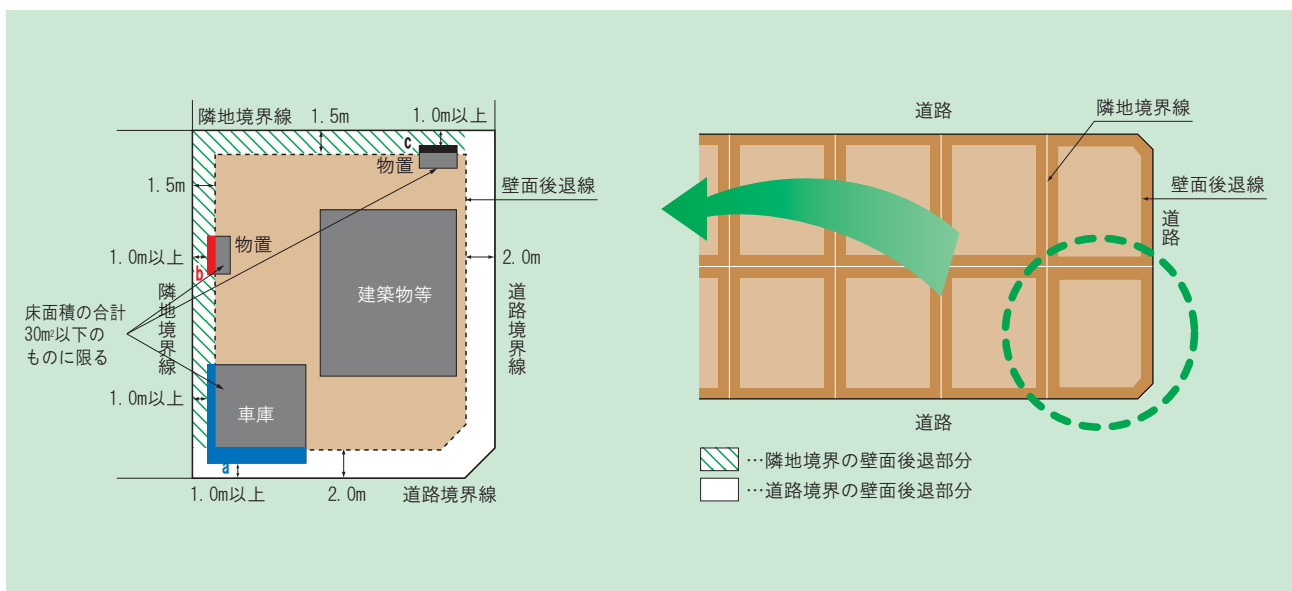 隣地境界線 1.5m 1.0m以上
c
物置
1.5m
壁面後退線
1.0m以上
物置
b
2.0m
隣地境界線
建築物等
道路境界線
床面積の合計
30㎡以下の
ものに限る
1.0m以上
車庫
a
1.0m以上 2.0m 道路境界線
道路
隣地境界線
壁面後退線
道路
道路
…隣地境界の壁面後退部分
…道路境界の壁面後退部分